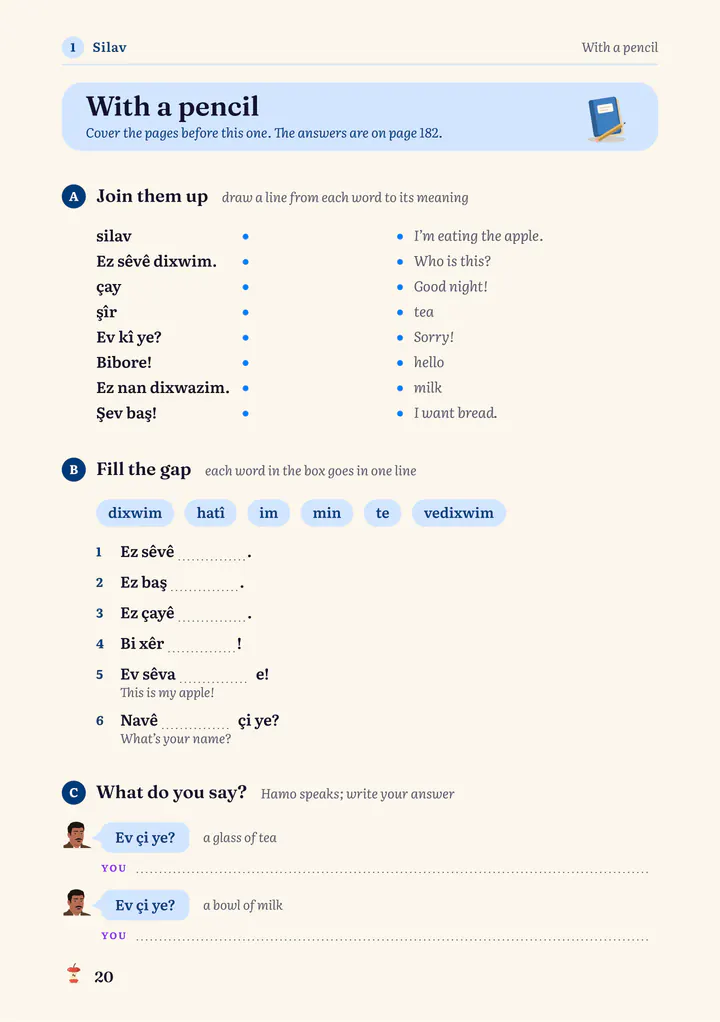 1 Silav With a pencil
With a pencil
Cover the pages before this one. The answers are on page 182.
A Join them up draw a line from each word to its meaning
silav • • I'm eating the apple.
Ez sêvê dixwim. • • Who is this?
çay • • Good night!
şîr • • tea
Ev kî ye? • • Sorry!
Bibore! • • hello
Ez nan dixwazim. • • milk
Şev baş! • • I want bread.
B Fill the gap each word in the box goes in one line
dixwim hatî im min te vedixwim
1 Ez sêvê ..............
2 Ez baş ..............
3 Ez çayê ..............
4 Bi xêr ..............!
5 Ev sêva .............. e!
This is my apple!
6 Navê .............. çi ye?
What's your name?
C What do you say? Hamo speaks; write your answer
Ev çi ye? a glass of tea
YOU ..............
Ev çi ye? a bowl of milk
YOU ..............
20